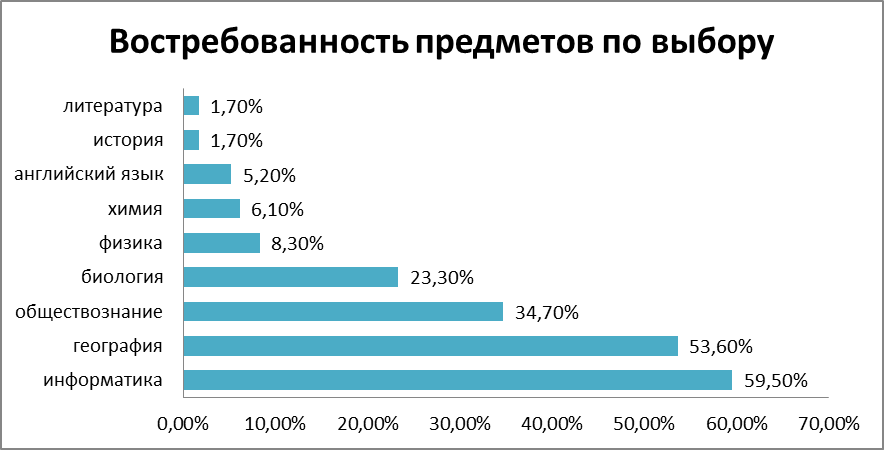 Востребованность предметов по выбору
литература 1,70%
история 1,70%
английский язык 5,20%
химия 6,10%
физика 8,30%
биология 23,30%
обществознание 34,70%
география 53,60%
информатика 59,50%
0,00% 10,00% 20,00% 30,00% 40,00% 50,00% 60,00% 70,00%